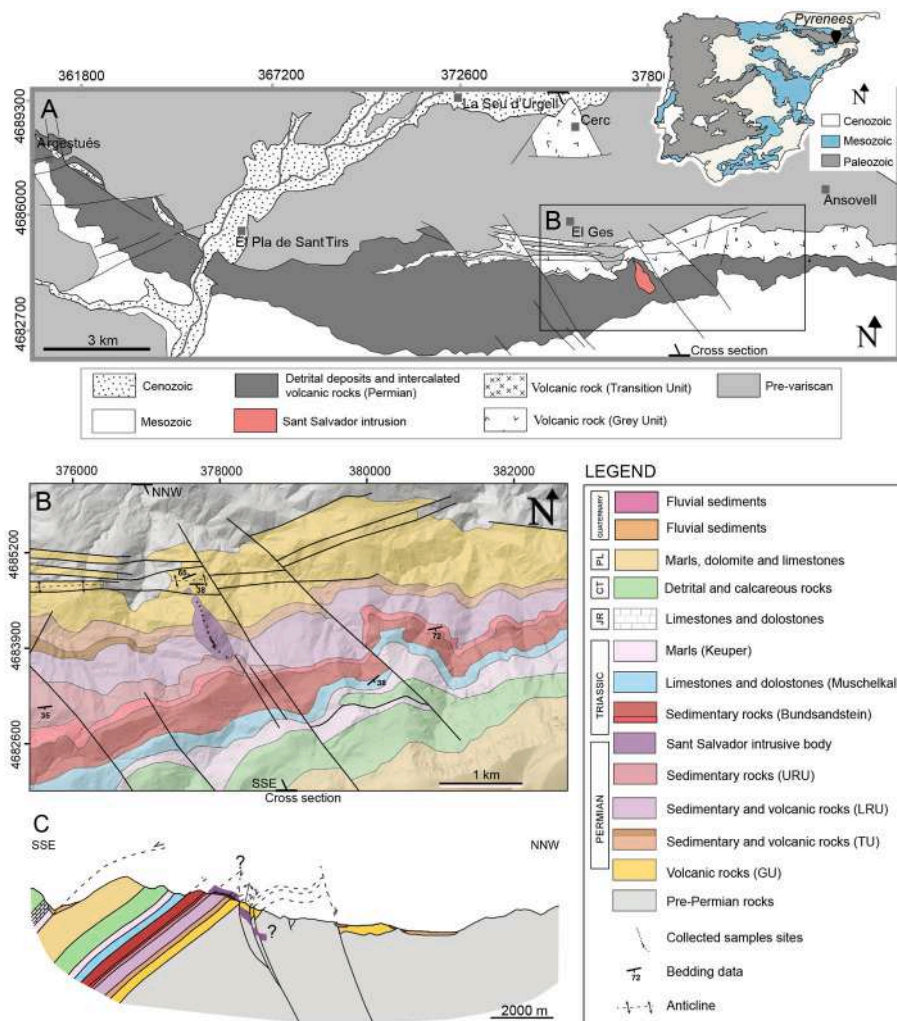 Pyrenees
361800 367200 372600 37800
A
4689300
4686000
4682700
La Seu d'Urgell
Cerc
Argestués
N
Cenozoic
Mesozoic
Paleozoic
Ansovell
El Pla de SantTirs
B
El Ges
3 km
N
Cross section
Cenozoic
Mesozoic
Detrital deposits and intercalated
volcanic rocks (Permian)
Sant Salvador intrusion
Volcanic rock (Transition Unit)
Volcanic rock (Grey Unit)
Pre-variscan
376000 378000 380000 382000
B
NNW
N
4685200
4683900
4682600
38
72
38
35
SSE
1 km
Cross section
C
SSE
NNW
?
?
2000 m
LEGEND
QUATERNARY
Fluvial sediments
Fluvial sediments
PL
Marls, dolomite and limestones
CT
Detrital and calcareous rocks
JR
Limestones and dolostones
TRIASSIC
Marls (Keuper)
Limestones and dolostones (Muschelkal)
Sedimentary rocks (Bundsandstein)
PERMIAN
Sant Salvador intrusive body
Sedimentary rocks (URU)
Sedimentary and volcanic rocks (LRU)
Sedimentary and volcanic rocks (TU)
Volcanic rocks (GU)
Pre-Permian rocks
Collected samples sites
72
Bedding data
Anticline